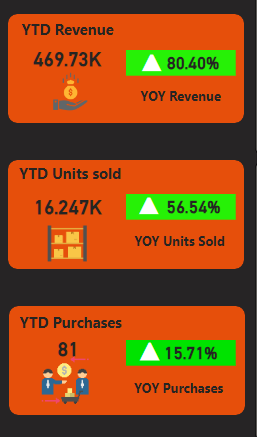 YTD Revenue
469.73K
80.40%
YOY Revenue
YTD Units sold
16.247K
56.54%
YOY Units Sold
YTD Purchases
81
15.71%
YOY Purchases